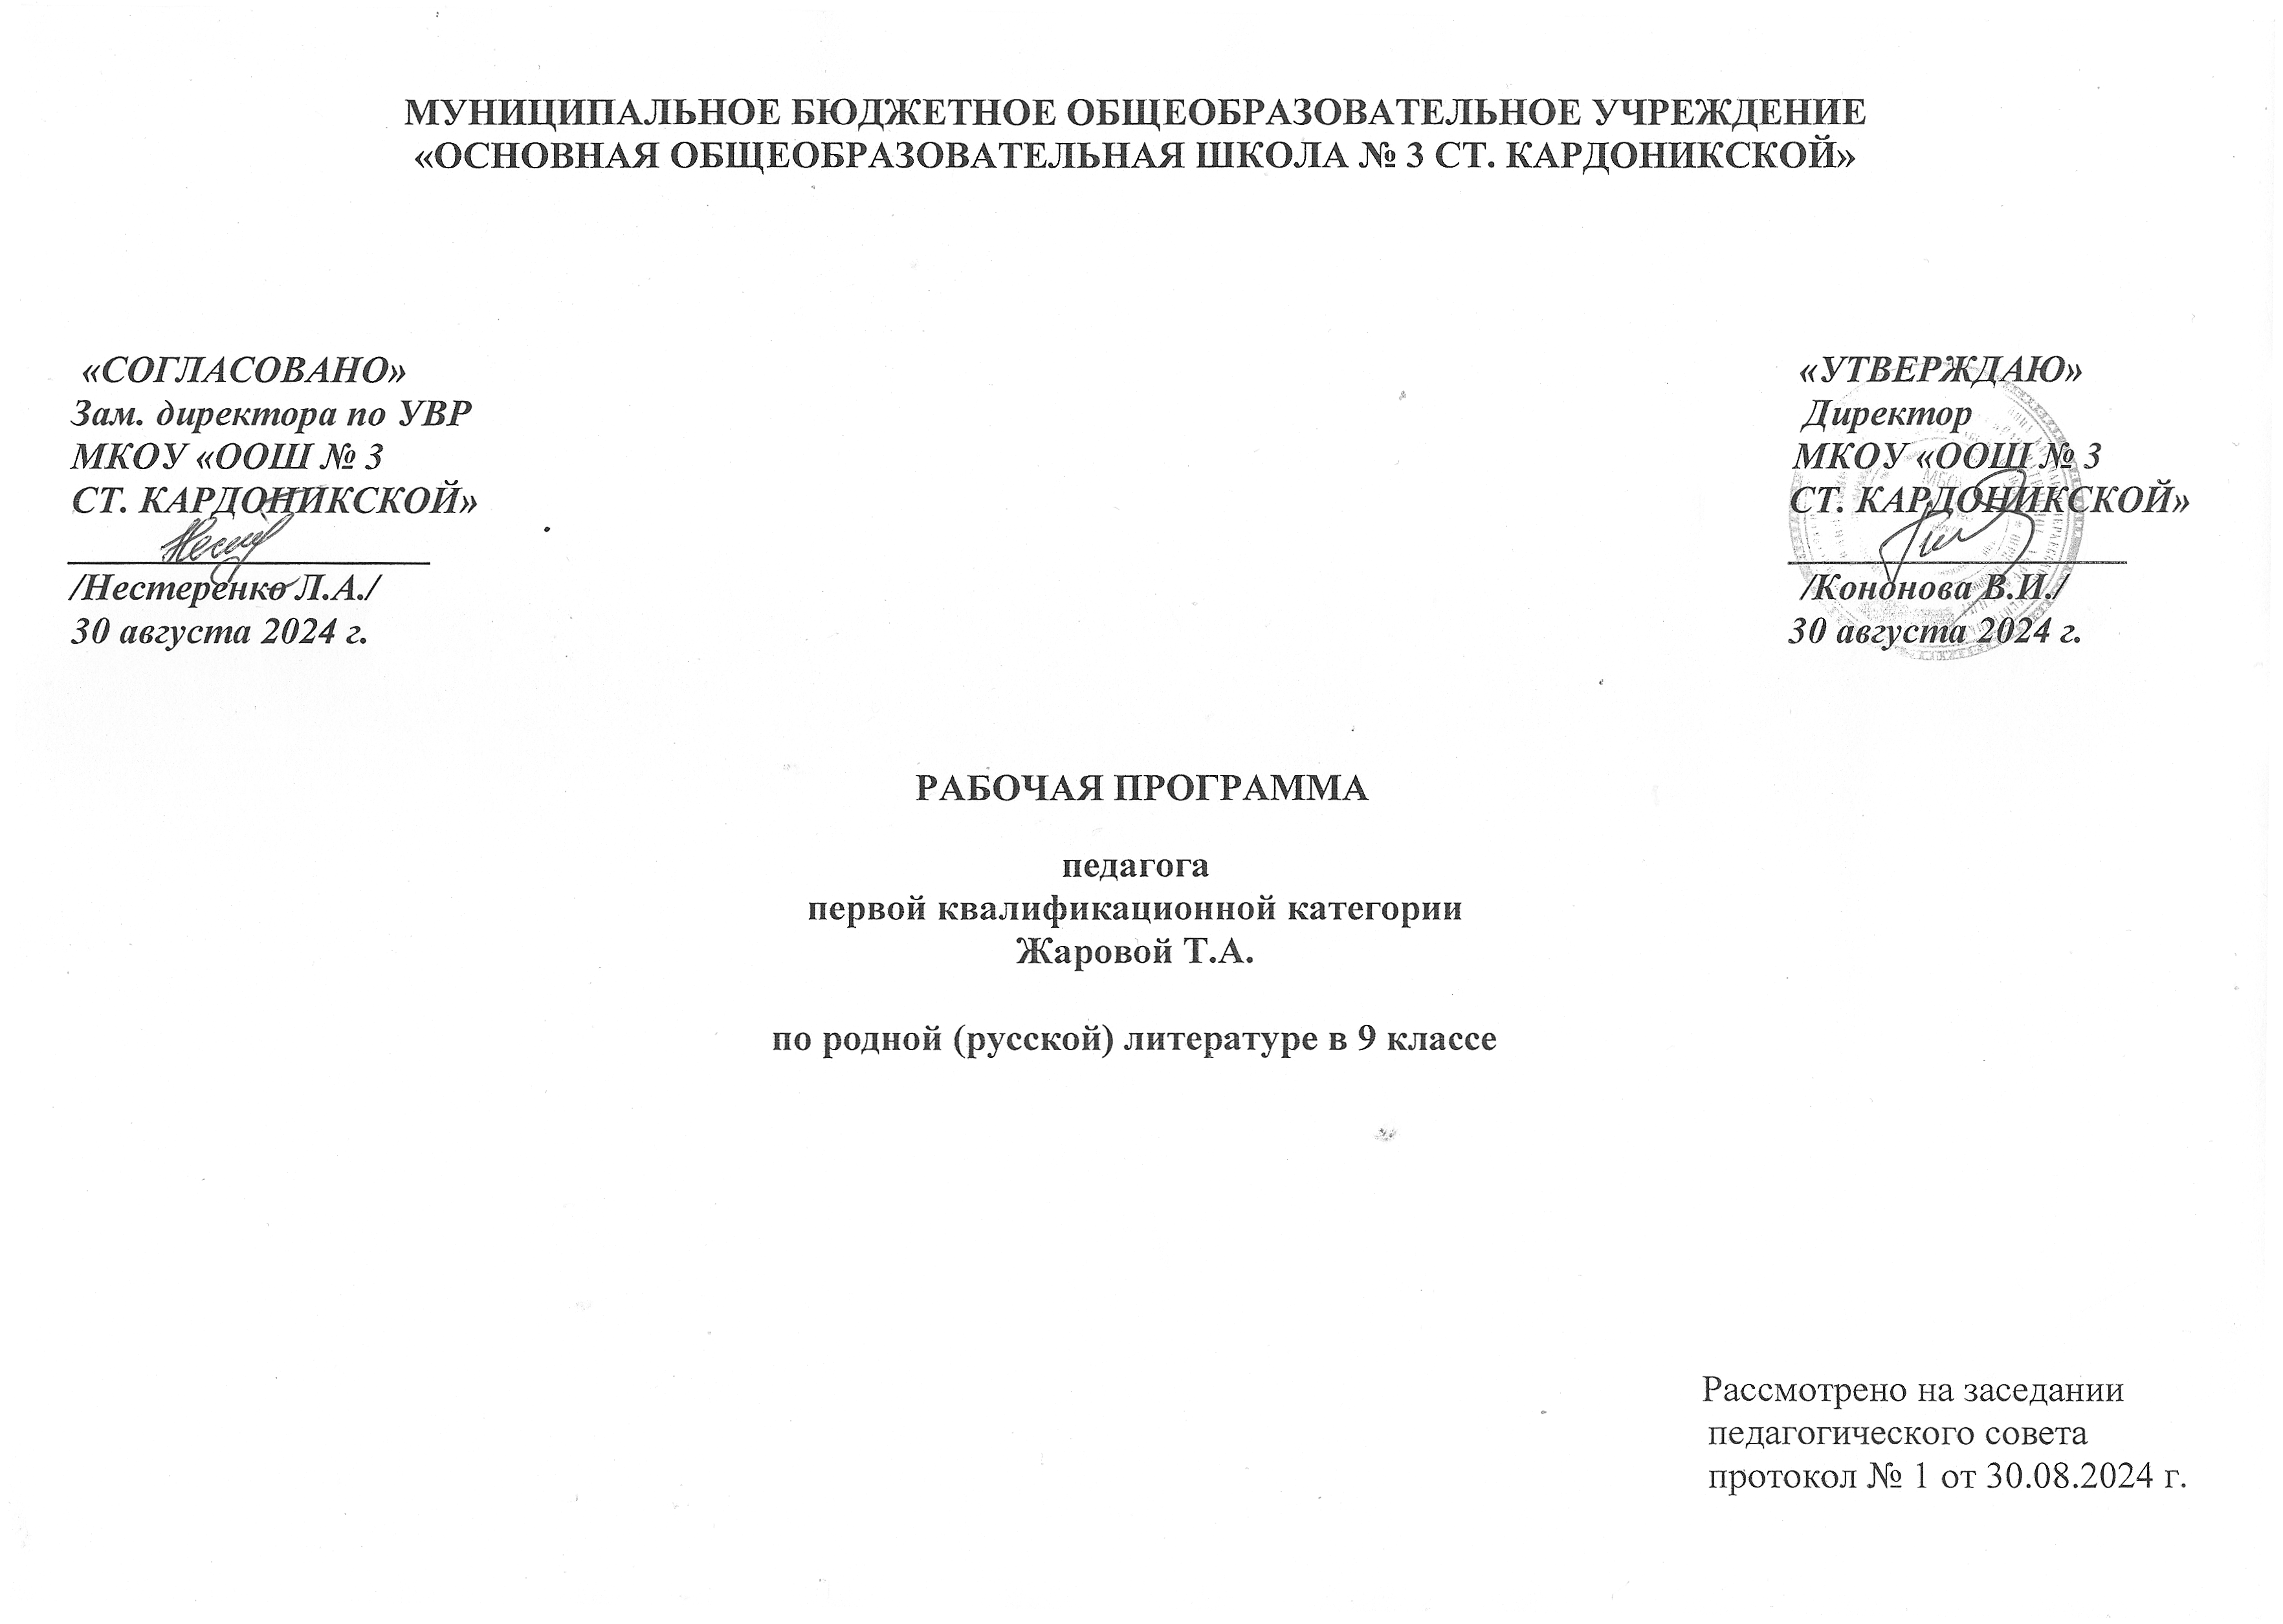 МУНИЦИПАЛЬНОЕ БЮДЖЕТНОЕ ОБЩЕОБРАЗОВАТЕЛЬНОЕ УЧРЕЖДЕНИЕ
«ОСНОВНАЯ ОБЩЕОБРАЗОВАТЕЛЬНАЯ ШКОЛА № 3 СТ. КАРДОНИКСКОЙ»
«СОГЛАСОВАНО»
Зам. директора по УВР
МКОУ «ООШ № 3
СТ. КАРДОНИКСКОЙ»
/Нестеренко Л.А./
30 августа 2024 г.
«УТВЕРЖДАЮ»
Директор
МКОУ «ООШ № 3
СТ. КАРДОНИКСКОЙ»
/Кононова В.И./
30 августа 2024 г.
РАБОЧАЯ ПРОГРАММА
педагога
первой квалификационной категории
Жаровой Т.А.
по родной (русской) литературе в 9 классе
Рассмотрено на заседании
педагогического совета
протокол № 1 от 30.08.2024 г.